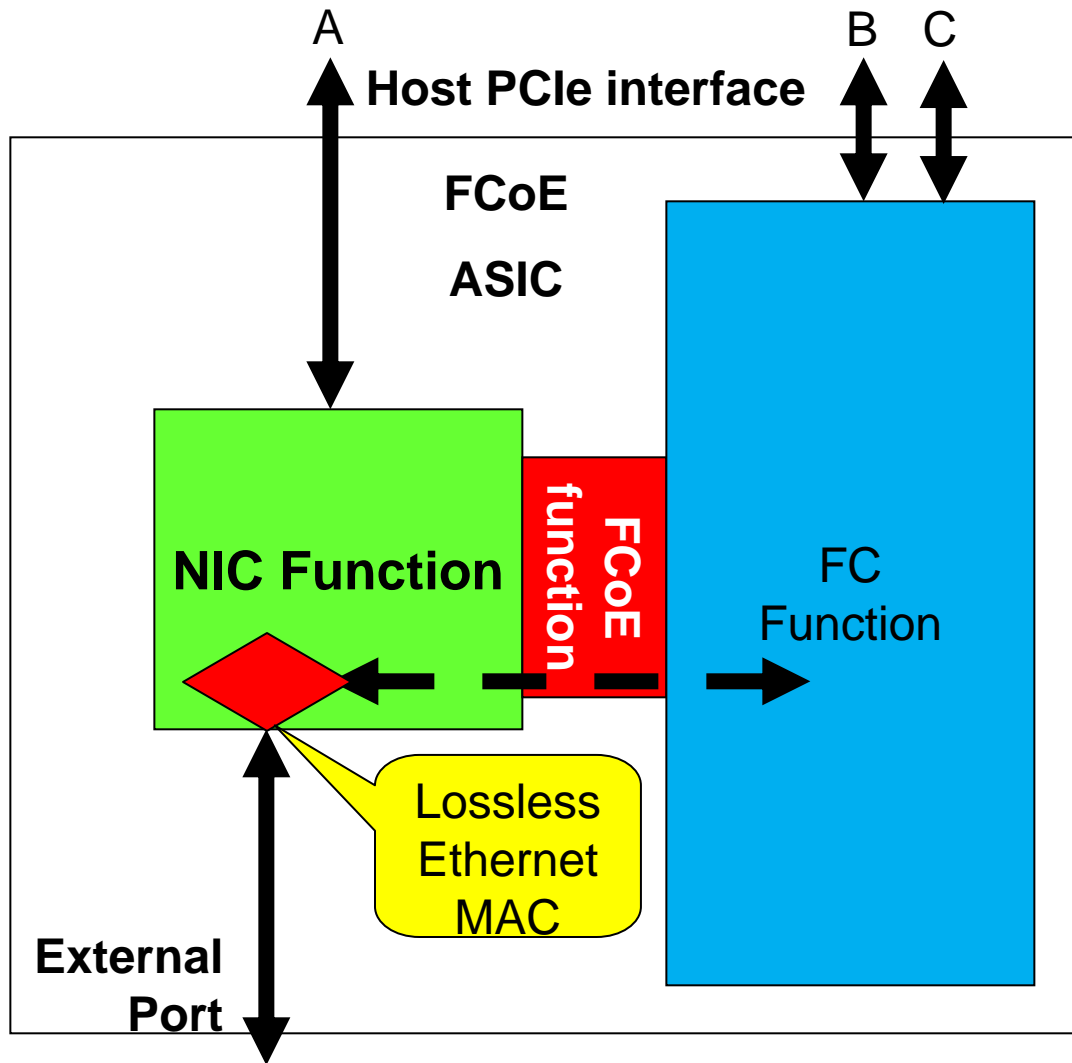 A
B
C
Host PCIe interface
FCoE
ASIC
NIC Function
FCoE
function
FC
Function
Lossless
Ethernet
MAC
External
Port